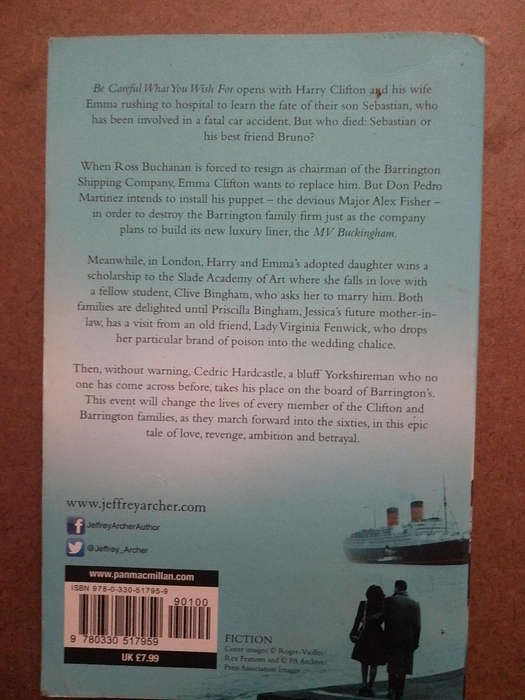 Be Careful What You Wish For opens with Harry Clifton and his wife
Emma rushing to hospital to learn the fate of their son Sebastian, who
has been involved in a fatal car accident. But who died: Sebastian or
his best friend Bruno?
When Ross Buchanan is forced to resign as chairman of the Barrington
Shipping Company, Emma Clifton wants to replace him. But Don Pedro
Martinez intends to install his puppet – the devious Major Alex Fisher –
in order to destroy the Barrington family firm just as the company
plans to build its new luxury liner, the MV Buckingham.
Meanwhile, in London, Harry and Emma's adopted daughter wins a
scholarship to the Slade Academy of Art where she falls in love with
a fellow student, Clive Bingham, who asks her to marry him. Both
families are delighted until Priscilla Bingham, Jessica's future mother-in-
law, has a visit from an old friend, Lady Virginia Fenwick, who drops
her particular brand of poison into the wedding chalice.
Then, without warning, Cedric Hardcastle, a bluff Yorkshireman who no
one has come across before, takes his place on the board of Barrington's.
This event will change the lives of every member of the Clifton and
Barrington families, as they march forward into the sixties, in this epic
tale of love, revenge, ambition and betrayal.
www.jeffreyarcher.com
JeffreyArcherAuthor
@Jeffrey_Archer
www.panmacmillan.com
ISBN 978-0-330-51795-9
90100
9 780330 517959
UK £7.99
FICTION
Cover images © Roger-Viollet/
Rex Features and © PA Archive/
Press Association Images